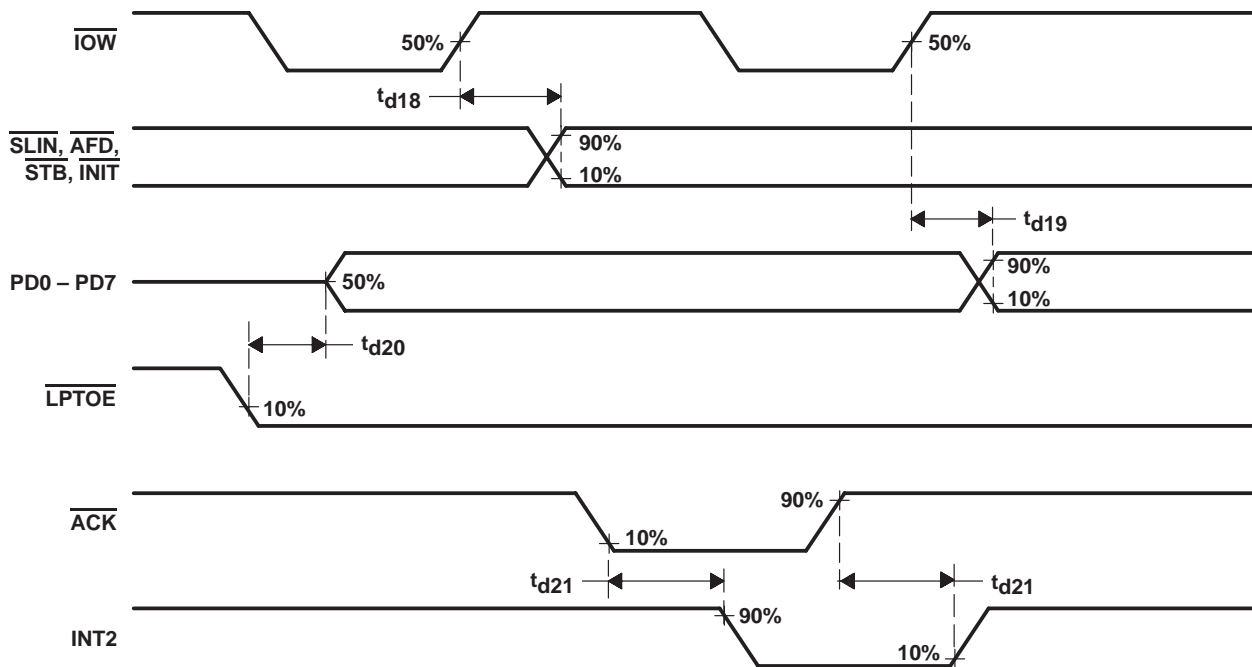 IOW
50%
50%
td18
SLIN, AFD,
STB, INIT
90%
10%
td19
PD0 – PD7
50%
90%
10%
td20
LPTOE
10%
ACK
90%
10%
td21
td21
INT2
90%
10%